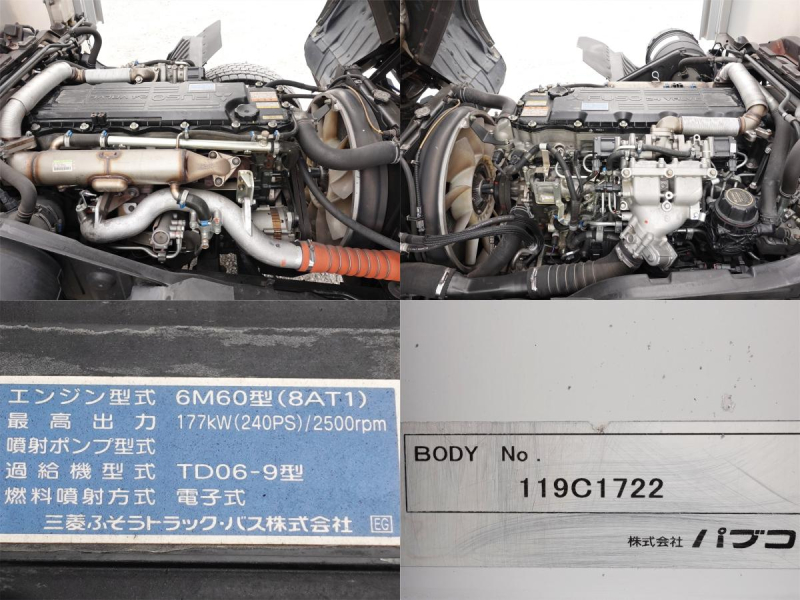 エンジン型式 6M60型(8AT1)
最高出力 177kW(240PS)/2500rpm
噴射ポンプ型式
過給機型式 TD06-9型
燃料噴射方式 電子式
三菱ふそうトラック・バス株式会社 EG
BODY No.
119C1722
株式会社 パブコ